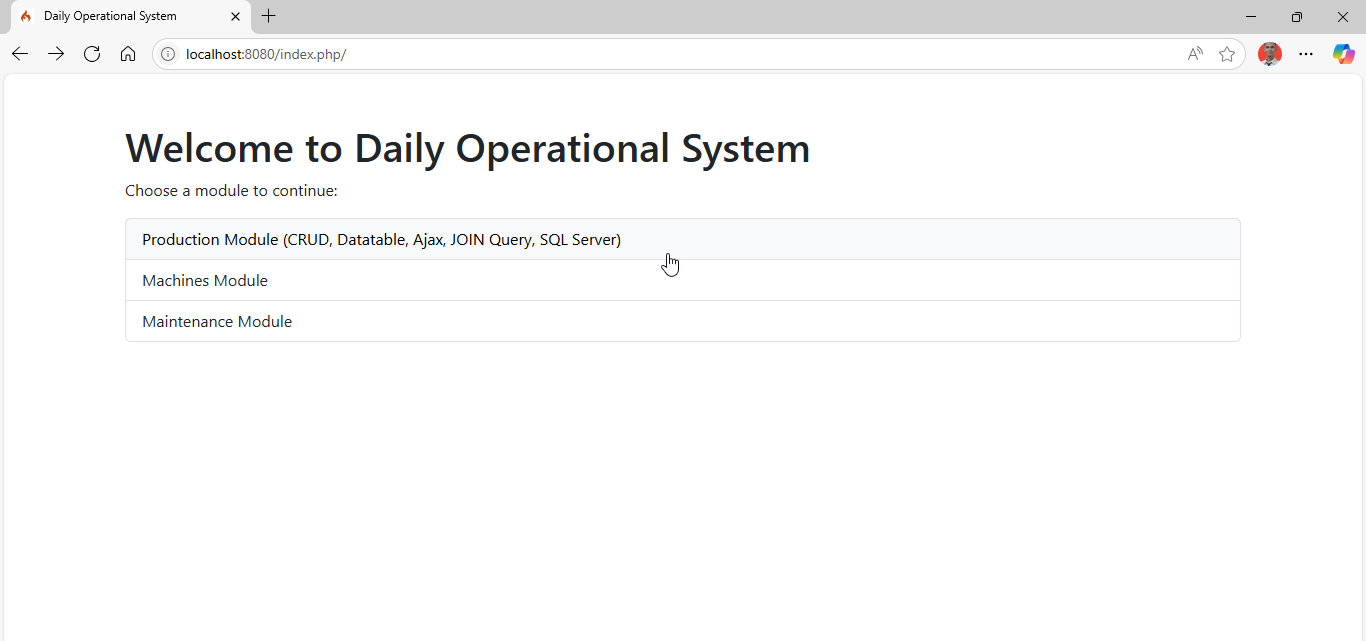 Daily Operational System
localhost:8080/index.php/
Welcome to Daily Operational System
Choose a module to continue:
Production Module (CRUD, Datatable, Ajax, JOIN Query, SQL Server)
Machines Module
Maintenance Module